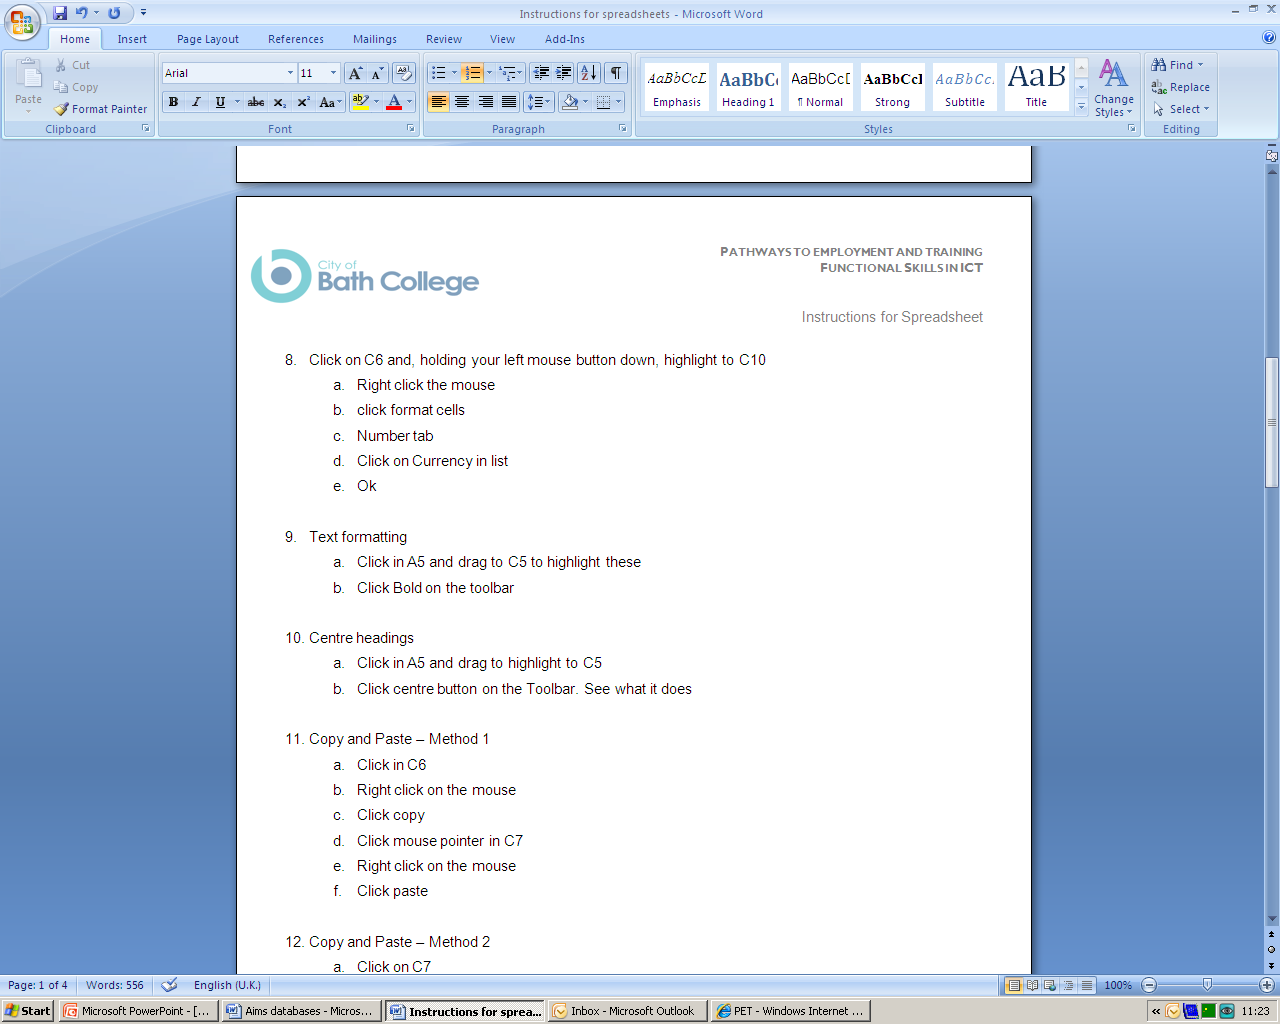 Instructions for spreadsheets - Microsoft Word
Home Insert Page Layout References Mailings Review View Add-Ins
Paste
Cut
Copy
Format Painter
Clipboard
Arial 11
B I U abc x₂ x² Aa
Font
Paragraph
AaBbCcD AaBbCc AaBbCcD AaBbCcI AaBbCc. AaB
Emphasis Heading 1 ¶ Normal Strong Subtitle Title
Change Styles
Styles
Find
Replace
Select
Editing
City of
Bath College
PATHWAYS TO EMPLOYMENT AND TRAINING
FUNCTIONAL SKILLS IN ICT
Instructions for Spreadsheet
8. Click on C6 and, holding your left mouse button down, highlight to C10
a. Right click the mouse
b. click format cells
c. Number tab
d. Click on Currency in list
e. Ok
9. Text formatting
a. Click in A5 and drag to C5 to highlight these
b. Click Bold on the toolbar
10. Centre headings
a. Click in A5 and drag to highlight to C5
b. Click centre button on the Toolbar. See what it does
11. Copy and Paste – Method 1
a. Click in C6
b. Right click on the mouse
c. Click copy
d. Click mouse pointer in C7
e. Right click on the mouse
f. Click paste
12. Copy and Paste – Method 2
a. Click on C7
Page: 1 of 4 Words: 556 English (U.K.) 100%
Start Microsoft PowerPoint - [... Aims databases - Micros... Instructions for sprea... Inbox - Microsoft Outlook PET - Windows Internet ... 11:23